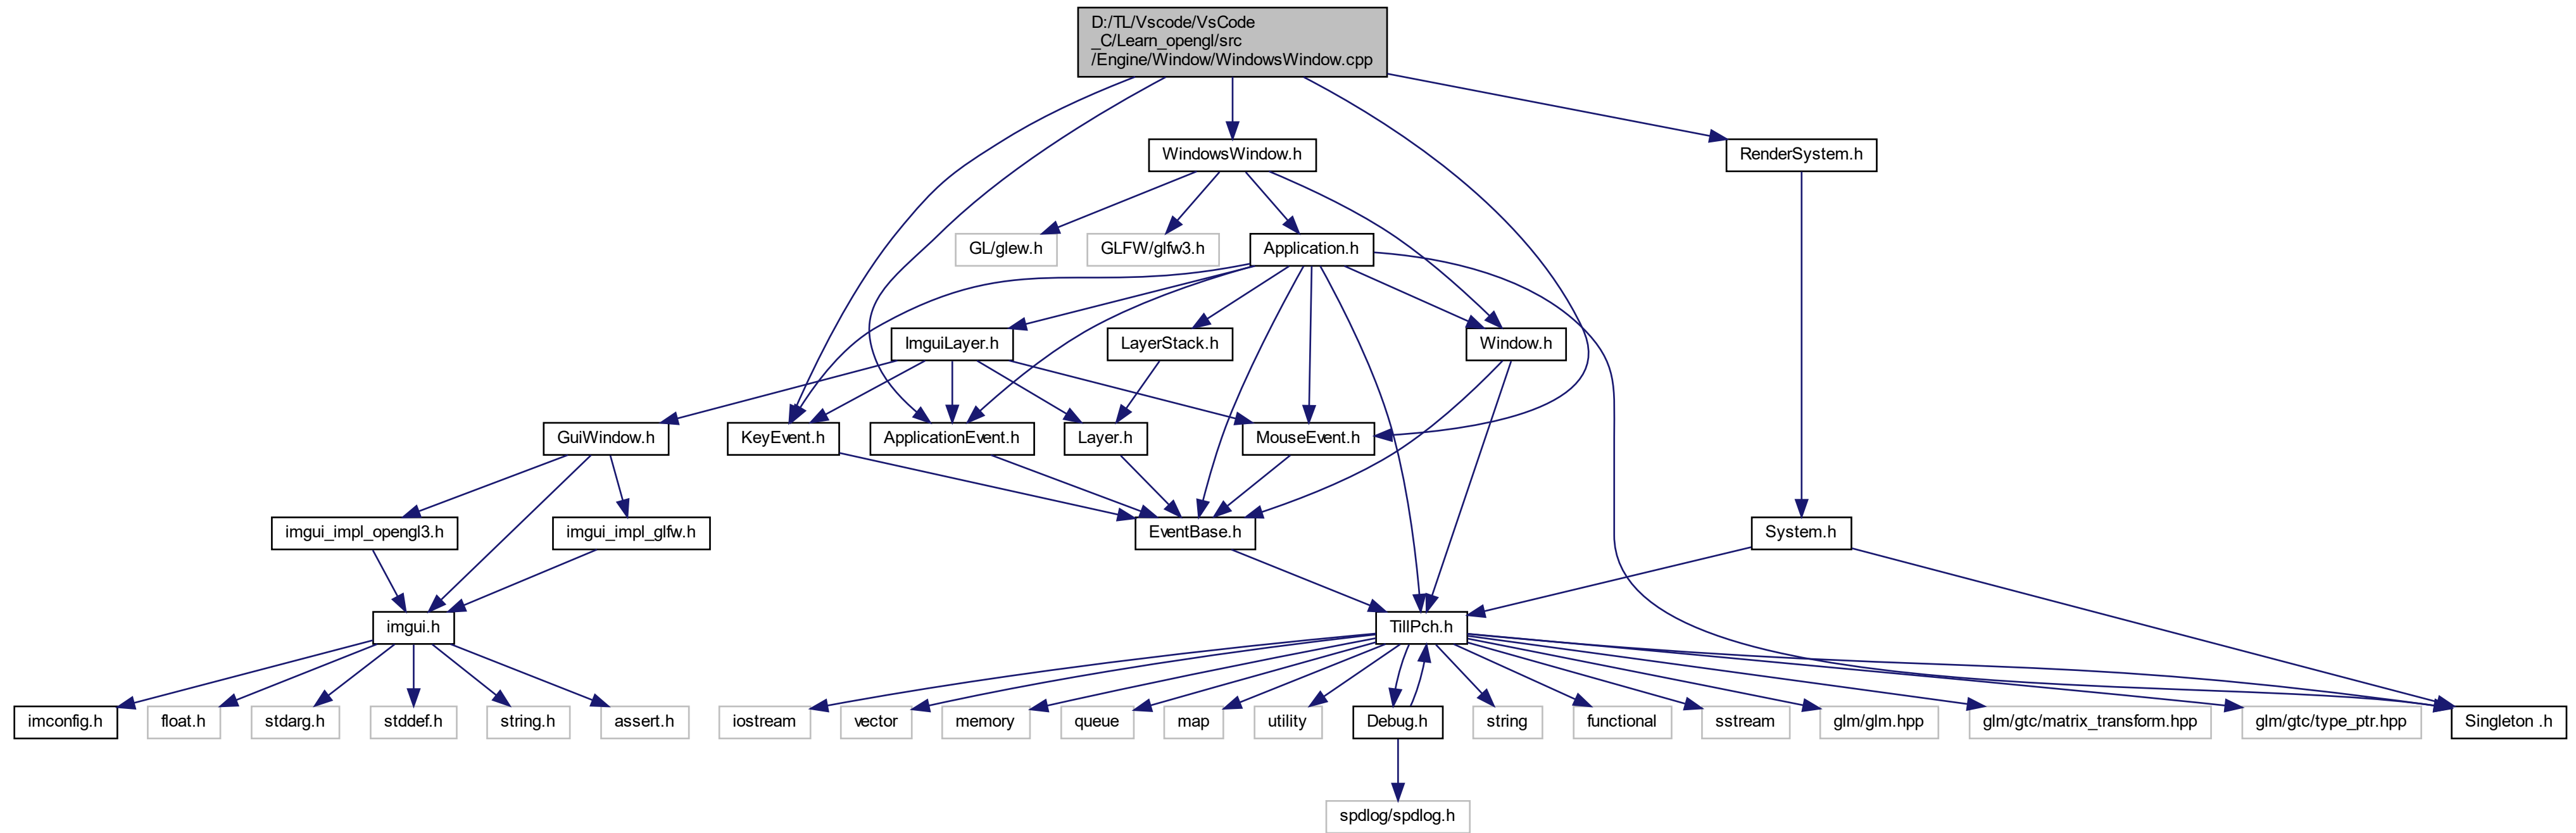 D:/TL/Vscode/VsCode
_C/Learn_opengl/src
/Engine/Window/WindowsWindow.cpp
WindowsWindow.h
RenderSystem.h
GL/glew.h
GLFW/glfw3.h
Application.h
ImguiLayer.h
LayerStack.h
Window.h
GuiWindow.h
KeyEvent.h
ApplicationEvent.h
Layer.h
MouseEvent.h
imgui_impl_opengl3.h
imgui_impl_glfw.h
EventBase.h
System.h
imgui.h
TillPch.h
imconfig.h
float.h
stdarg.h
stddef.h
string.h
assert.h
iostream
vector
memory
queue
map
utility
Debug.h
string
functional
sstream
glm/glm.hpp
glm/gtc/matrix_transform.hpp
glm/gtc/type_ptr.hpp
Singleton .h
spdlog/spdlog.h